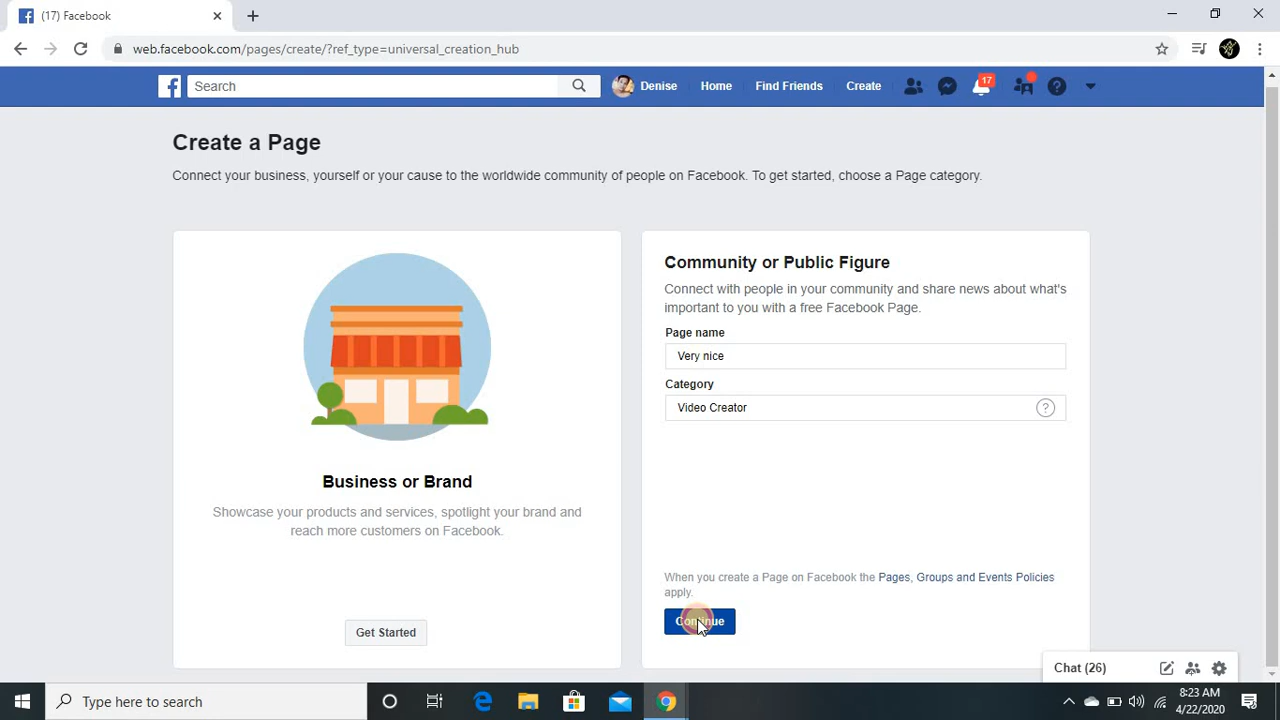 (17) Facebook
web.facebook.com/pages/create/?ref_type=universal_creation_hub
Search
Denise
Home
Find Friends
Create
17
Create a Page
Connect your business, yourself or your cause to the worldwide community of people on Facebook. To get started, choose a Page category.
Business or Brand
Showcase your products and services, spotlight your brand and
reach more customers on Facebook.
Get Started
Community or Public Figure
Connect with people in your community and share news about what's
important to you with a free Facebook Page.
Page name
Very nice
Category
Video Creator
?
When you create a Page on Facebook the Pages, Groups and Events Policies
apply.
Continue
Chat (26)
Type here to search
8:23 AM
4/22/2020